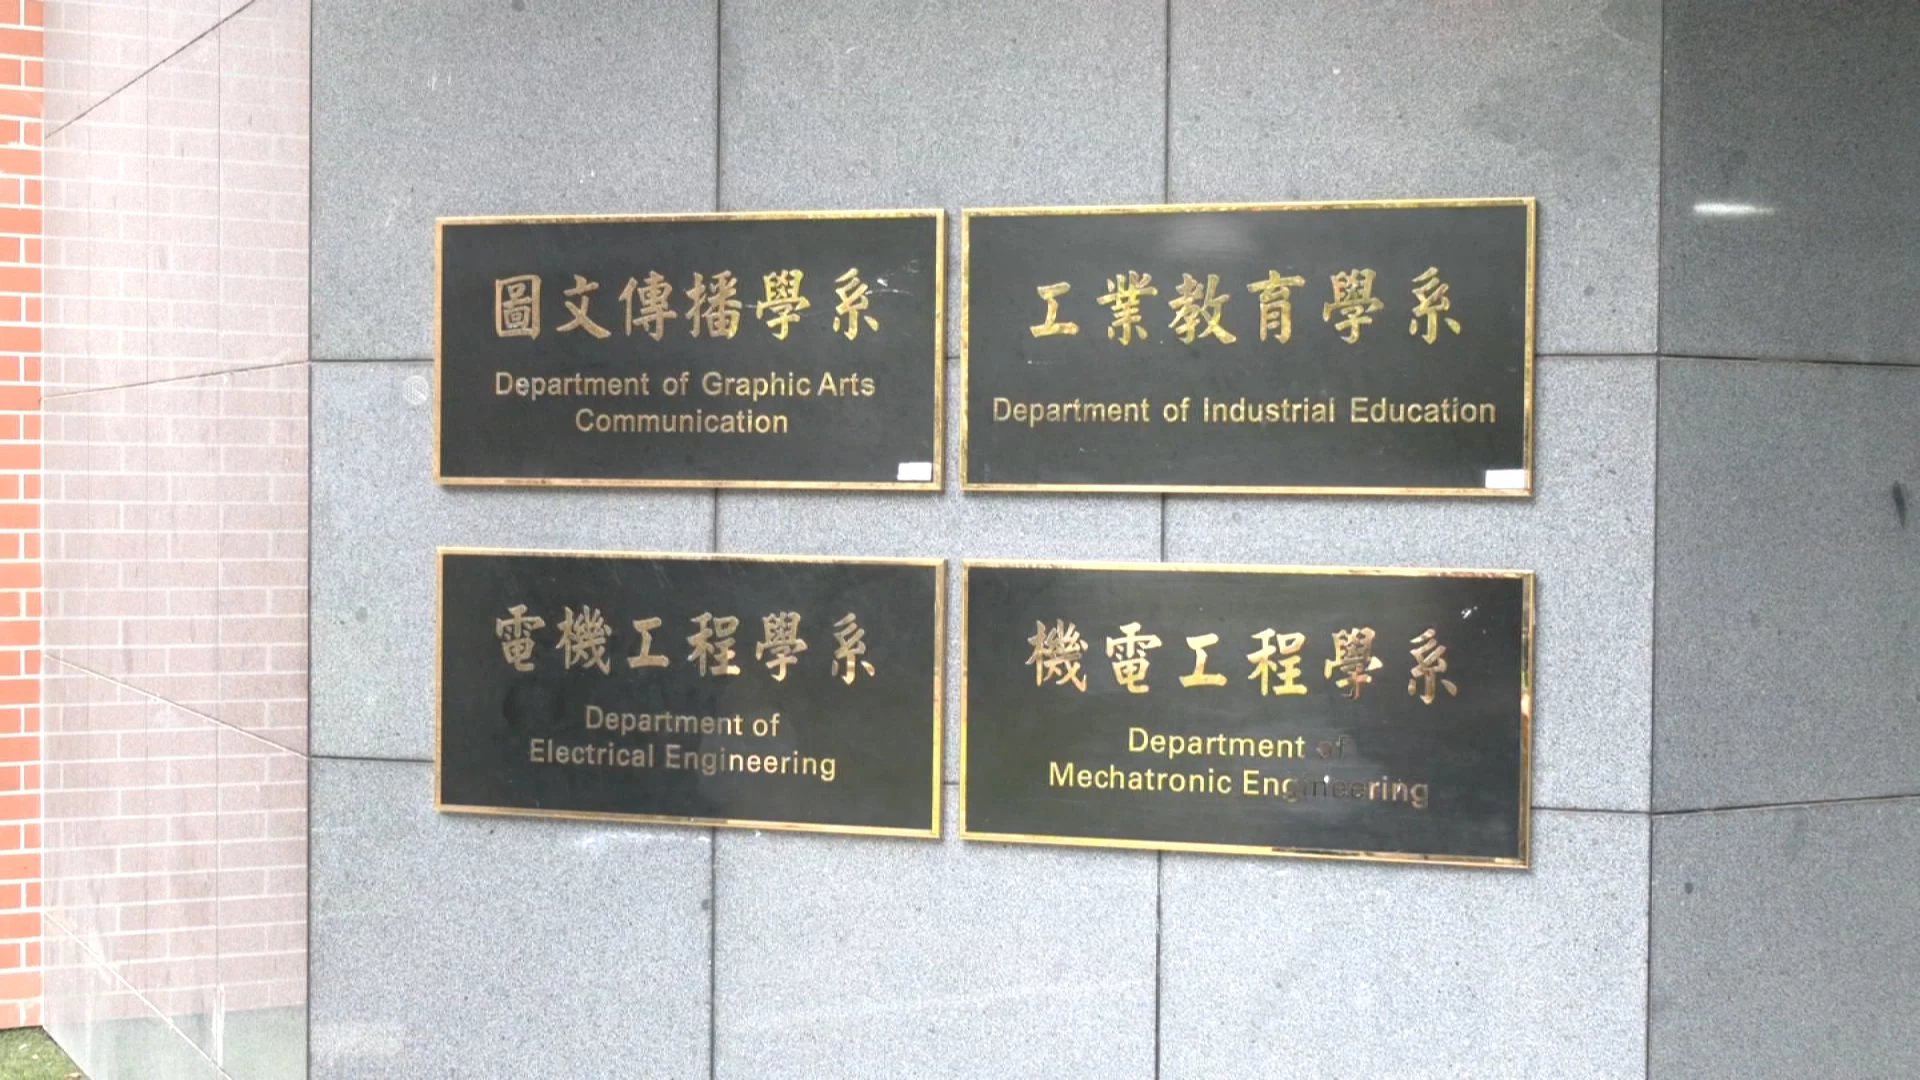 圖文傳播學系
Department of Graphic Arts
Communication
工業教育學系
Department of Industrial Education
電機工程學系
Department of
Electrical Engineering
機電工程學系
Department of
Mechatronic Engineering